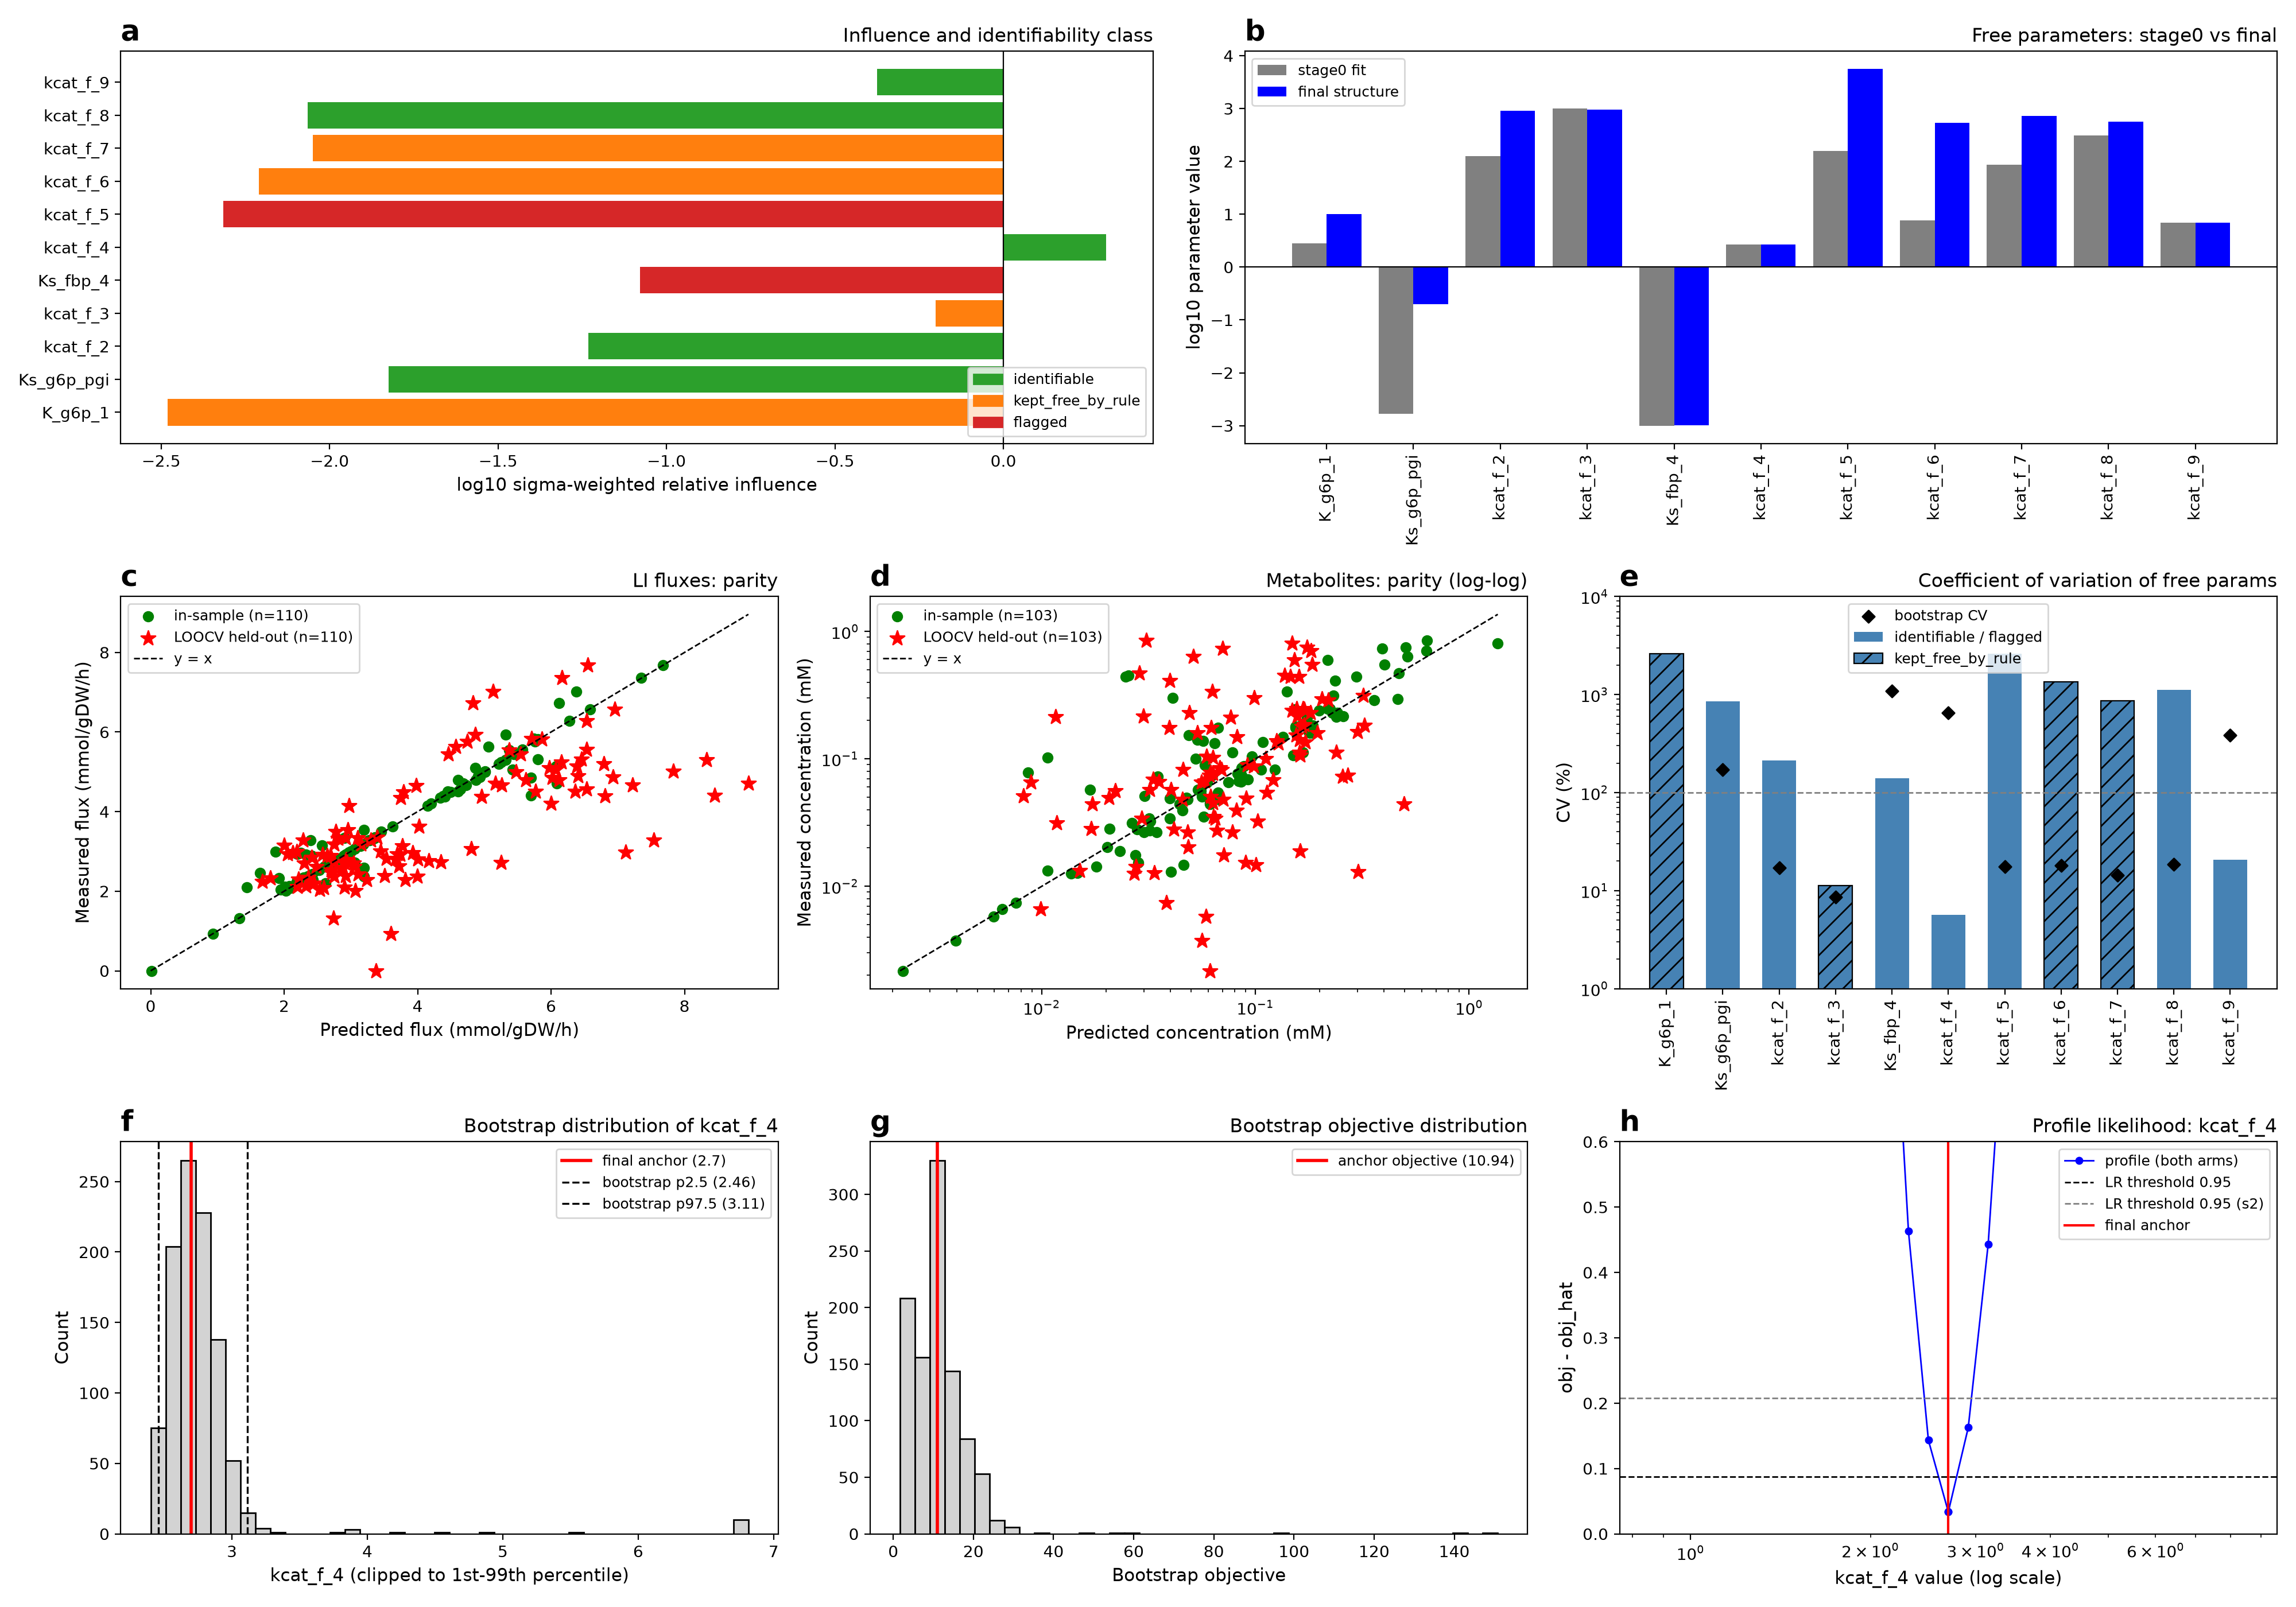 a
Influence and identifiability class
kcat_f_9
kcat_f_8
kcat_f_7
kcat_f_6
kcat_f_5
kcat_f_4
Ks_fbp_4
kcat_f_3
kcat_f_2
Ks_g6p_pgi
K_g6p_1
identifiable
kept_free_by_rule
flagged
−2.5 −2.0 −1.5 −1.0 −0.5 0.0
log10 sigma-weighted relative influence
b
Free parameters: stage0 vs final
log10 parameter value
4
3
2
1
0
−1
−2
−3
stage0 fit
final structure
K_g6p_1
Ks_g6p_pgi
kcat_f_2
kcat_f_3
Ks_fbp_4
kcat_f_4
kcat_f_5
kcat_f_6
kcat_f_7
kcat_f_8
kcat_f_9
c
LI fluxes: parity
Measured flux (mmol/gDW/h)
8
6
4
2
0
in-sample (n=110)
LOOCV held-out (n=110)
y = x
0 2 4 6 8
Predicted flux (mmol/gDW/h)
d
Metabolites: parity (log-log)
Measured concentration (mM)
10⁰
10⁻¹
10⁻²
in-sample (n=103)
LOOCV held-out (n=103)
y = x
10⁻² 10⁻¹ 10⁰
Predicted concentration (mM)
e
Coefficient of variation of free params
CV (%)
10⁴
10³
10²
10¹
10⁰
bootstrap CV
identifiable / flagged
kept_free_by_rule
K_g6p_1
Ks_g6p_pgi
kcat_f_2
kcat_f_3
Ks_fbp_4
kcat_f_4
kcat_f_5
kcat_f_6
kcat_f_7
kcat_f_8
kcat_f_9
f
Bootstrap distribution of kcat_f_4
Count
250
200
150
100
50
0
final anchor (2.7)
bootstrap p2.5 (2.46)
bootstrap p97.5 (3.11)
3 4 5 6 7
kcat_f_4 (clipped to 1st-99th percentile)
g
Bootstrap objective distribution
Count
300
250
200
150
100
50
0
anchor objective (10.94)
0 20 40 60 80 100 120 140
Bootstrap objective
h
Profile likelihood: kcat_f_4
obj - obj_hat
0.6
0.5
0.4
0.3
0.2
0.1
0.0
profile (both arms)
LR threshold 0.95
LR threshold 0.95 (s2)
final anchor
10⁰ 2 × 10⁰ 3 × 10⁰ 4 × 10⁰ 6 × 10⁰
kcat_f_4 value (log scale)